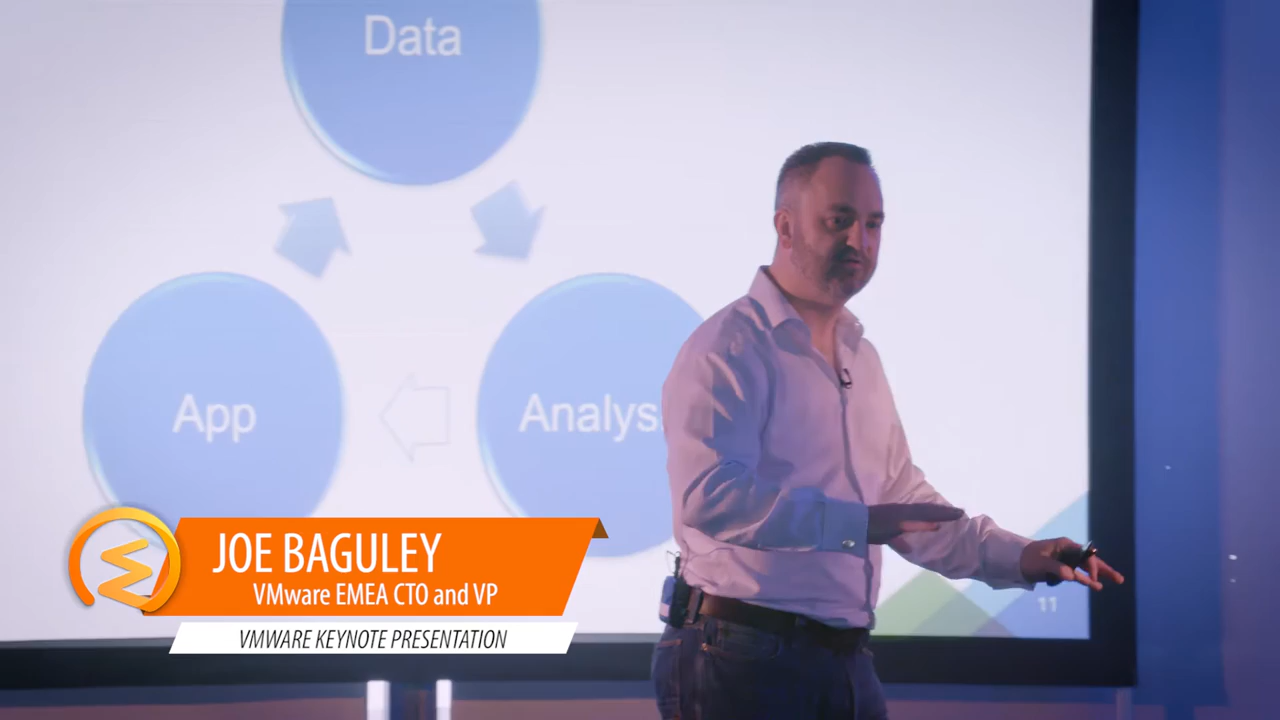 Data
App
Analys
JOE BAGULEY
VMware EMEA CTO and VP
VMWARE KEYNOTE PRESENTATION
11